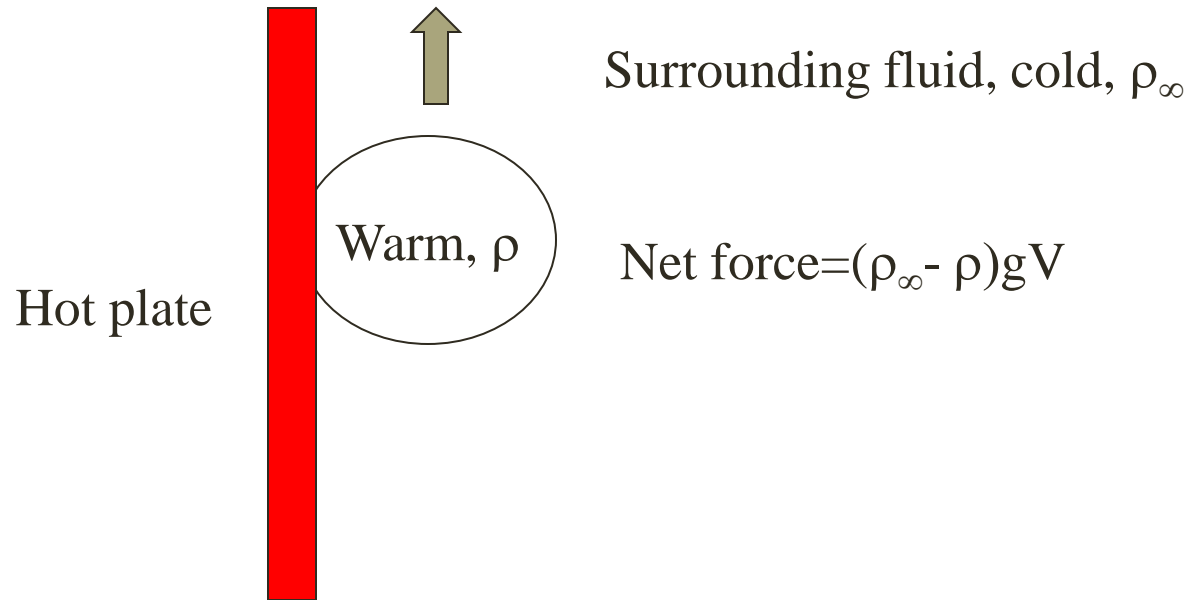 Surrounding fluid, cold, ρ∞
Warm, ρ
Net force=(ρ∞- ρ)gV
Hot plate